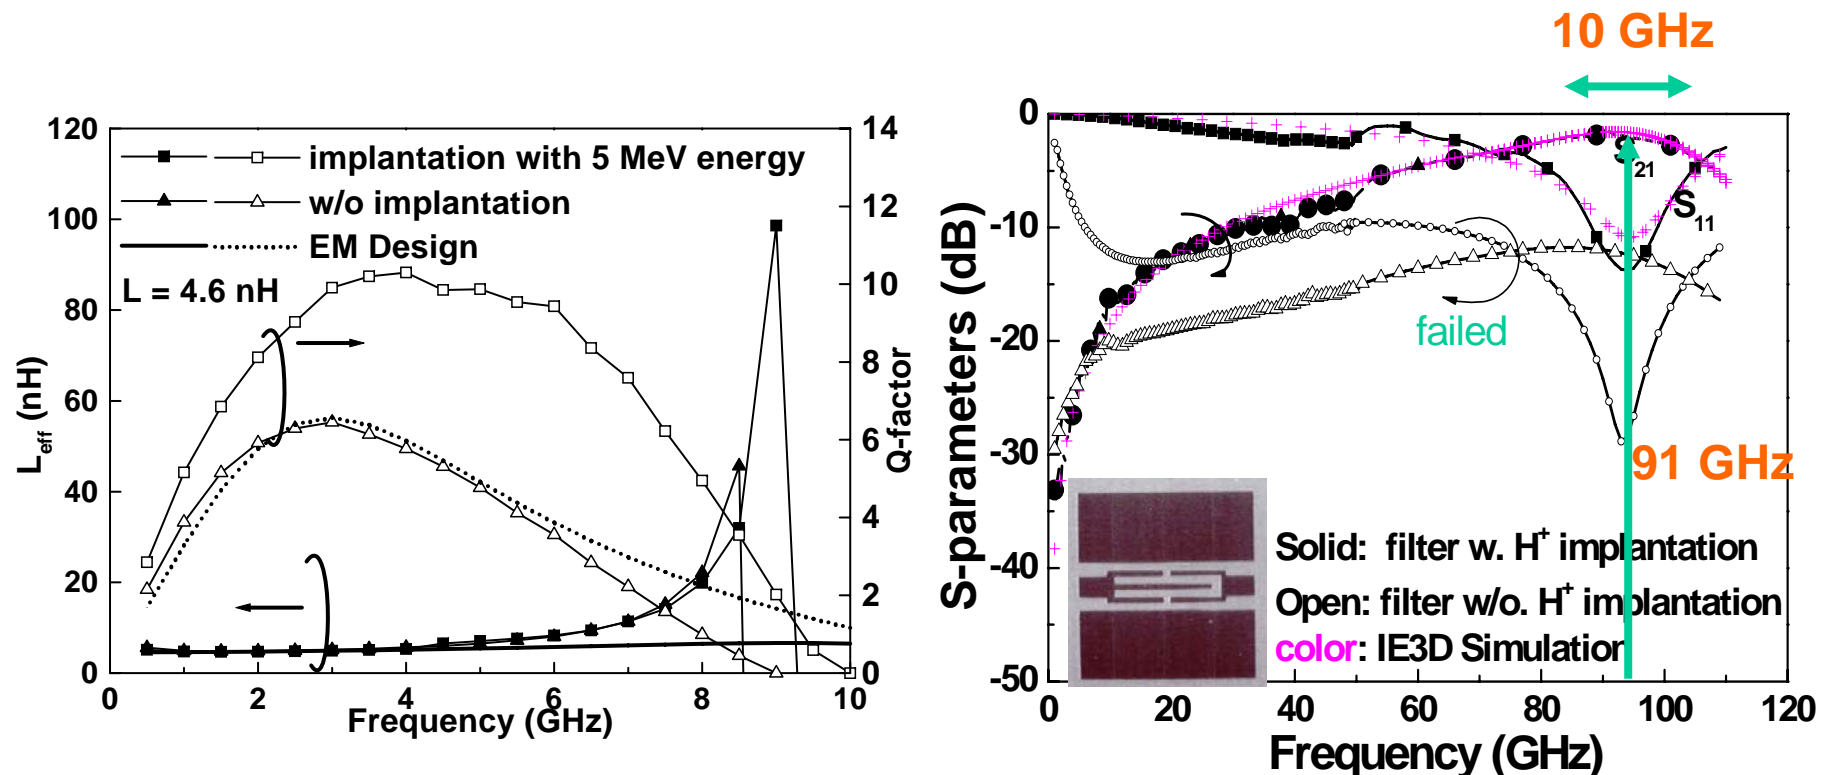 120
100
80
60
40
20
0
L_eff (nH)
14
12
10
8
6
4
2
0
Q-factor
implantation with 5 MeV energy
w/o implantation
EM Design
L = 4.6 nH
0 2 4 6 8 10
Frequency (GHz)
10 GHz
0
-10
-20
-30
-40
-50
S-parameters (dB)
S21
S11
failed
91 GHz
Solid: filter w. H⁺ implantation
Open: filter w/o. H⁺ implantation
color: IE3D Simulation
0 20 40 60 80 100 120
Frequency (GHz)